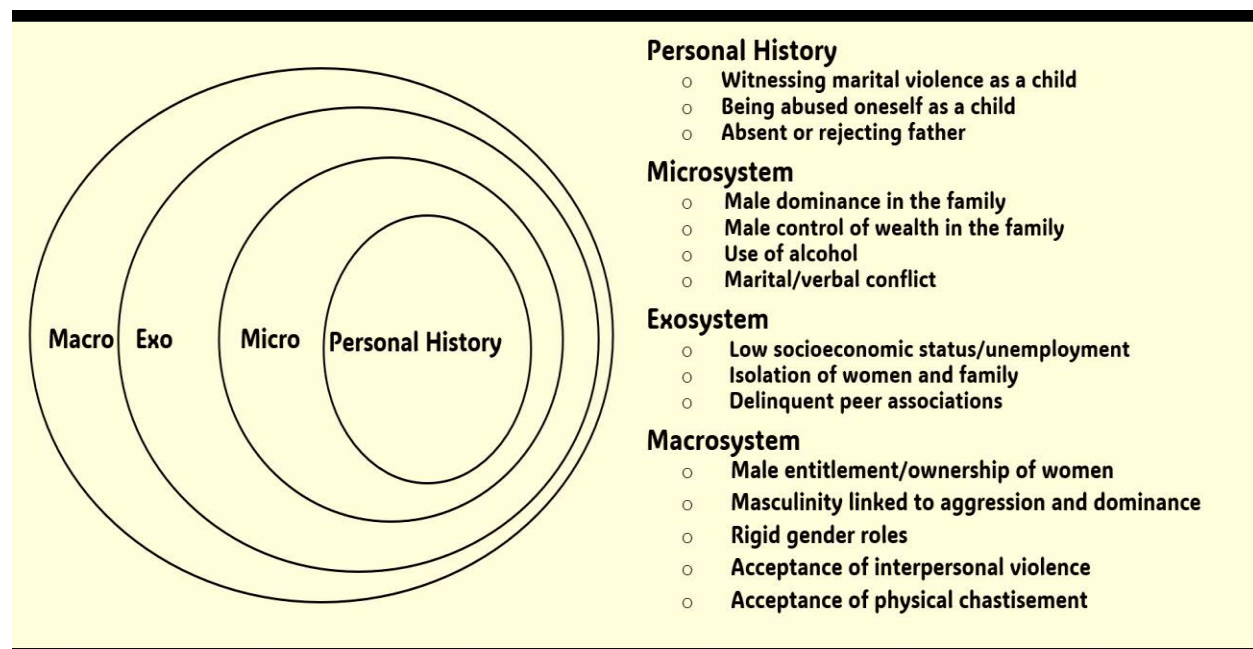 Macro
Exo
Micro
Personal History
Personal History
o Witnessing marital violence as a child
o Being abused oneself as a child
o Absent or rejecting father
Microsystem
o Male dominance in the family
o Male control of wealth in the family
o Use of alcohol
o Marital/verbal conflict
Exosystem
o Low socioeconomic status/unemployment
o Isolation of women and family
o Delinquent peer associations
Macrosystem
o Male entitlement/ownership of women
o Masculinity linked to aggression and dominance
o Rigid gender roles
o Acceptance of interpersonal violence
o Acceptance of physical chastisement